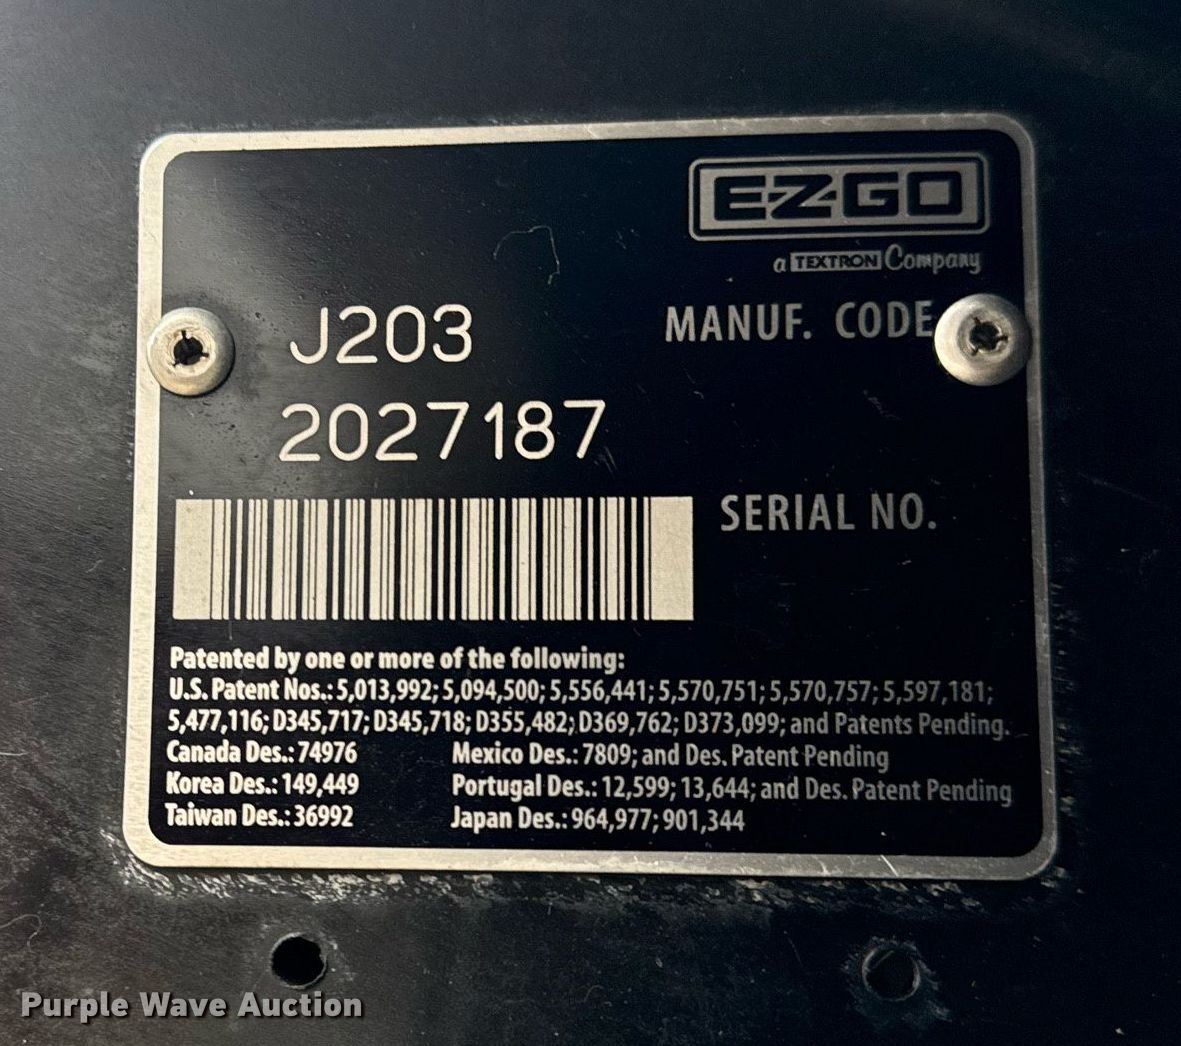 EZGO
a TEXTRON Company
J203 MANUF. CODE
2027187
SERIAL NO.
Patented by one or more of the following:
U.S. Patent Nos.: 5,013,992; 5,094,500; 5,556,441; 5,570,751; 5,570,757; 5,597,181;
5,477,116; D345,717; D345,718; D355,482; D369,762; D373,099; and Patents Pending.
Canada Des.: 74976 Mexico Des.: 7809; and Des. Patent Pending
Korea Des.: 149,449 Portugal Des.: 12,599; 13,644; and Des. Patent Pending
Taiwan Des.: 36992 Japan Des.: 964,977; 901,344
Purple Wave Auction